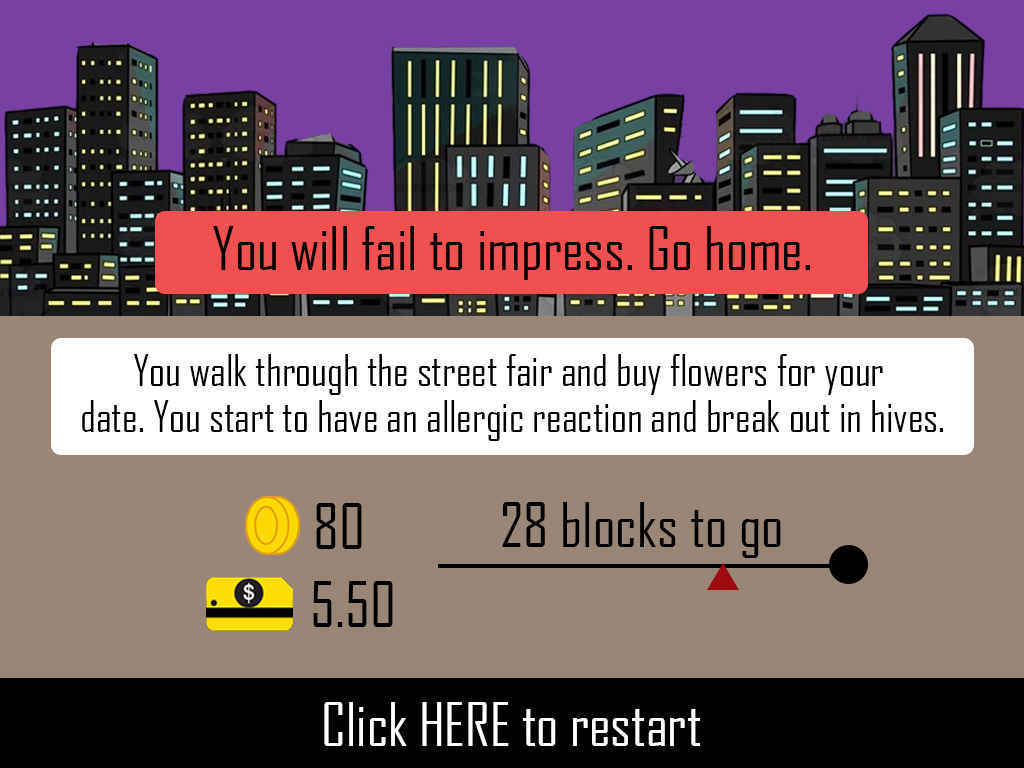 You will fail to impress. Go home.
You walk through the street fair and buy flowers for your
date. You start to have an allergic reaction and break out in hives.
80
28 blocks to go
$
5.50
Click HERE to restart